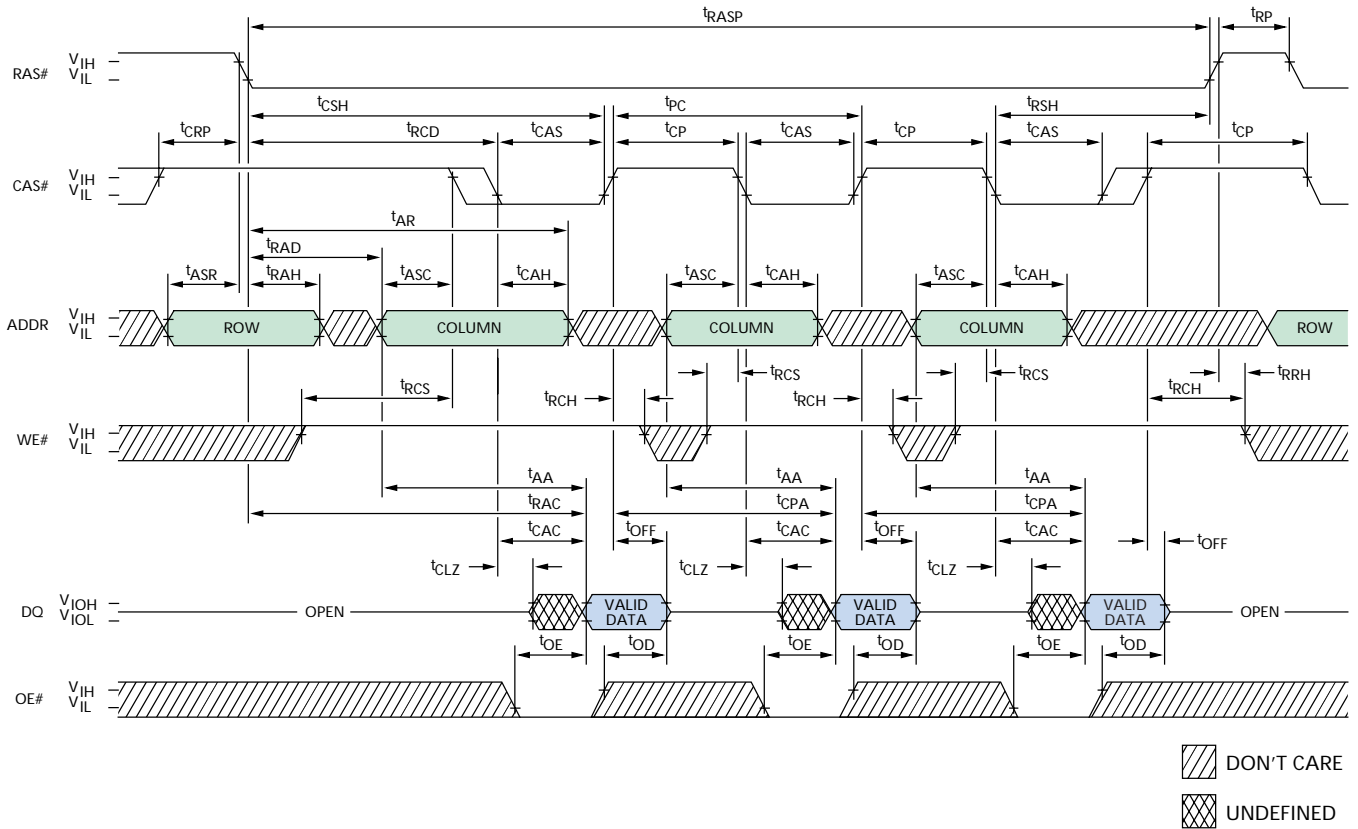 tRASP tRP
RAS# VIH
VIL
tCSH tPC tRSH
tCRP tRCD tCAS tCP tCAS tCP tCAS tCP
CAS# VIH
VIL
tAR
tRAD
tASR tRAH tASC tCAH tASC tCAH tASC tCAH
ADDR VIH
VIL
ROW COLUMN COLUMN COLUMN ROW
tRCS tRCH tRCS tRCH tRCS tRCH tRRH
WE# VIH
VIL
tAA tAA tAA
tRAC tCPA tCPA
tCAC tOFF tCAC tOFF tCAC tOFF
tCLZ tCLZ tCLZ
DQ VIOH
VIOL
OPEN VALID DATA VALID DATA VALID DATA OPEN
tOE tOD tOE tOD tOE tOD
OE# VIH
VIL
DON'T CARE
UNDEFINED